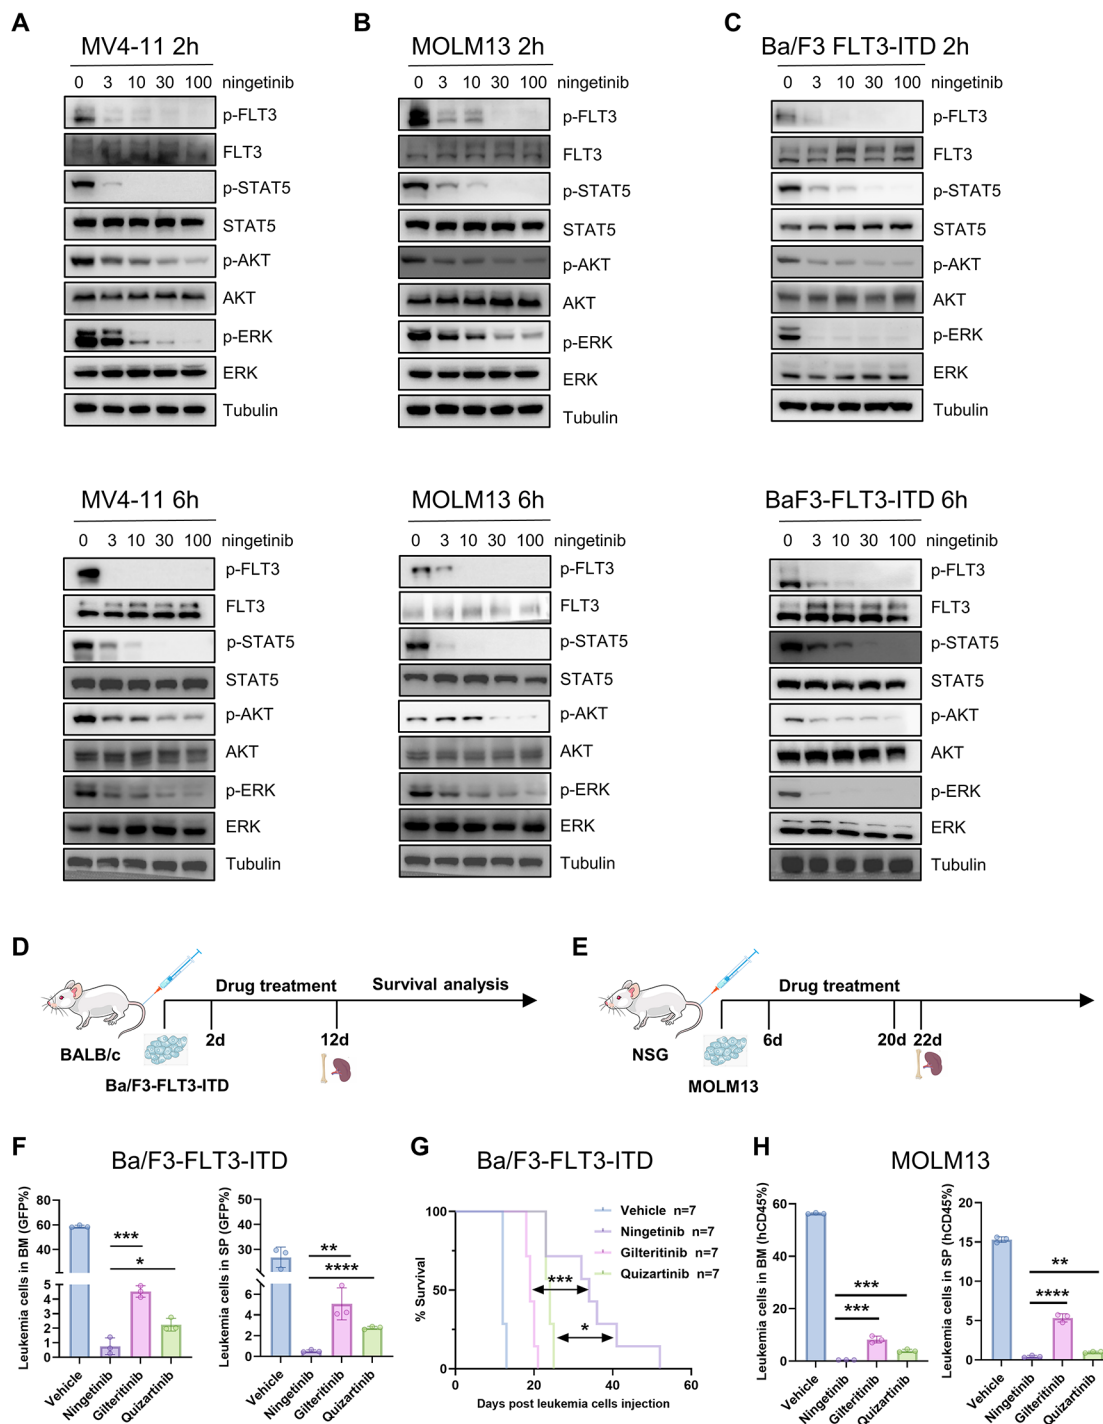 A
MV4-11 2h
0 3 10 30 100 ningetinib
p-FLT3
FLT3
p-STAT5
STAT5
p-AKT
AKT
p-ERK
ERK
Tubulin
B
MOLM13 2h
0 3 10 30 100 ningetinib
p-FLT3
FLT3
p-STAT5
STAT5
p-AKT
AKT
p-ERK
ERK
Tubulin
C
Ba/F3 FLT3-ITD 2h
0 3 10 30 100 ningetinib
p-FLT3
FLT3
p-STAT5
STAT5
p-AKT
AKT
p-ERK
ERK
Tubulin
MV4-11 6h
0 3 10 30 100 ningetinib
p-FLT3
FLT3
p-STAT5
STAT5
p-AKT
AKT
p-ERK
ERK
Tubulin
MOLM13 6h
0 3 10 30 100 ningetinib
p-FLT3
FLT3
p-STAT5
STAT5
p-AKT
AKT
p-ERK
ERK
Tubulin
BaF3-FLT3-ITD 6h
0 3 10 30 100 ningetinib
p-FLT3
FLT3
p-STAT5
STAT5
p-AKT
AKT
p-ERK
ERK
Tubulin
D
Drug treatment Survival analysis
2d 12d
BALB/c
Ba/F3-FLT3-ITD
E
Drug treatment
6d 20d 22d
NSG
MOLM13
F
Ba/F3-FLT3-ITD
Leukemia cells in BM (GFP%)
80
60
40
5
4
3
2
1
0
***
*
Vehicle
Ningetinib
Gilteritinib
Quizartinib
Leukemia cells in SP (GFP%)
50
40
30
6
4
2
0
**
****
Vehicle
Ningetinib
Gilteritinib
Quizartinib
G
Ba/F3-FLT3-ITD
% Survival
100
50
0
0 20 40 60
Days post leukemia cells injection
Vehicle n=7
Ningetinib n=7
Gilteritinib n=7
Quizartinib n=7
***
*
H
MOLM13
Leukemia cells in BM (hCD45%)
60
40
20
0
***
***
Vehicle
Ningetinib
Gilteritinib
Quizartinib
Leukemia cells in SP (hCD45%)
20
15
10
5
0
**
****
Vehicle
Ningetinib
Gilteritinib
Quizartinib